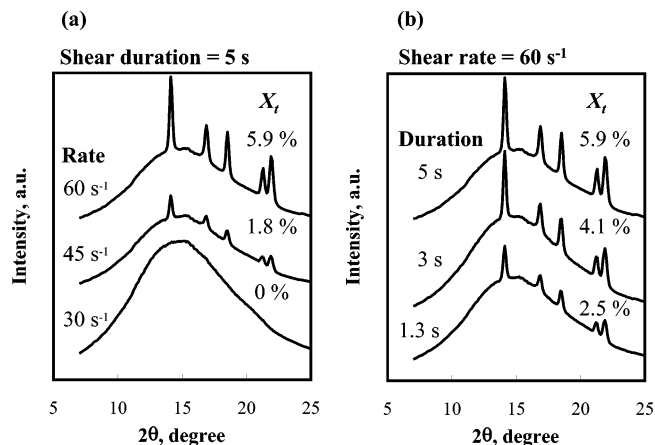 (a)
Shear duration = 5 s
Intensity, a.u.
Xt
5.9 %
Rate
60 s-1
1.8 %
45 s-1
0 %
30 s-1
5 10 15 20 25
2θ, degree
(b)
Shear rate = 60 s-1
Intensity, a.u.
Xt
5.9 %
Duration
5 s
4.1 %
3 s
2.5 %
1.3 s
5 10 15 20 25
2θ, degree